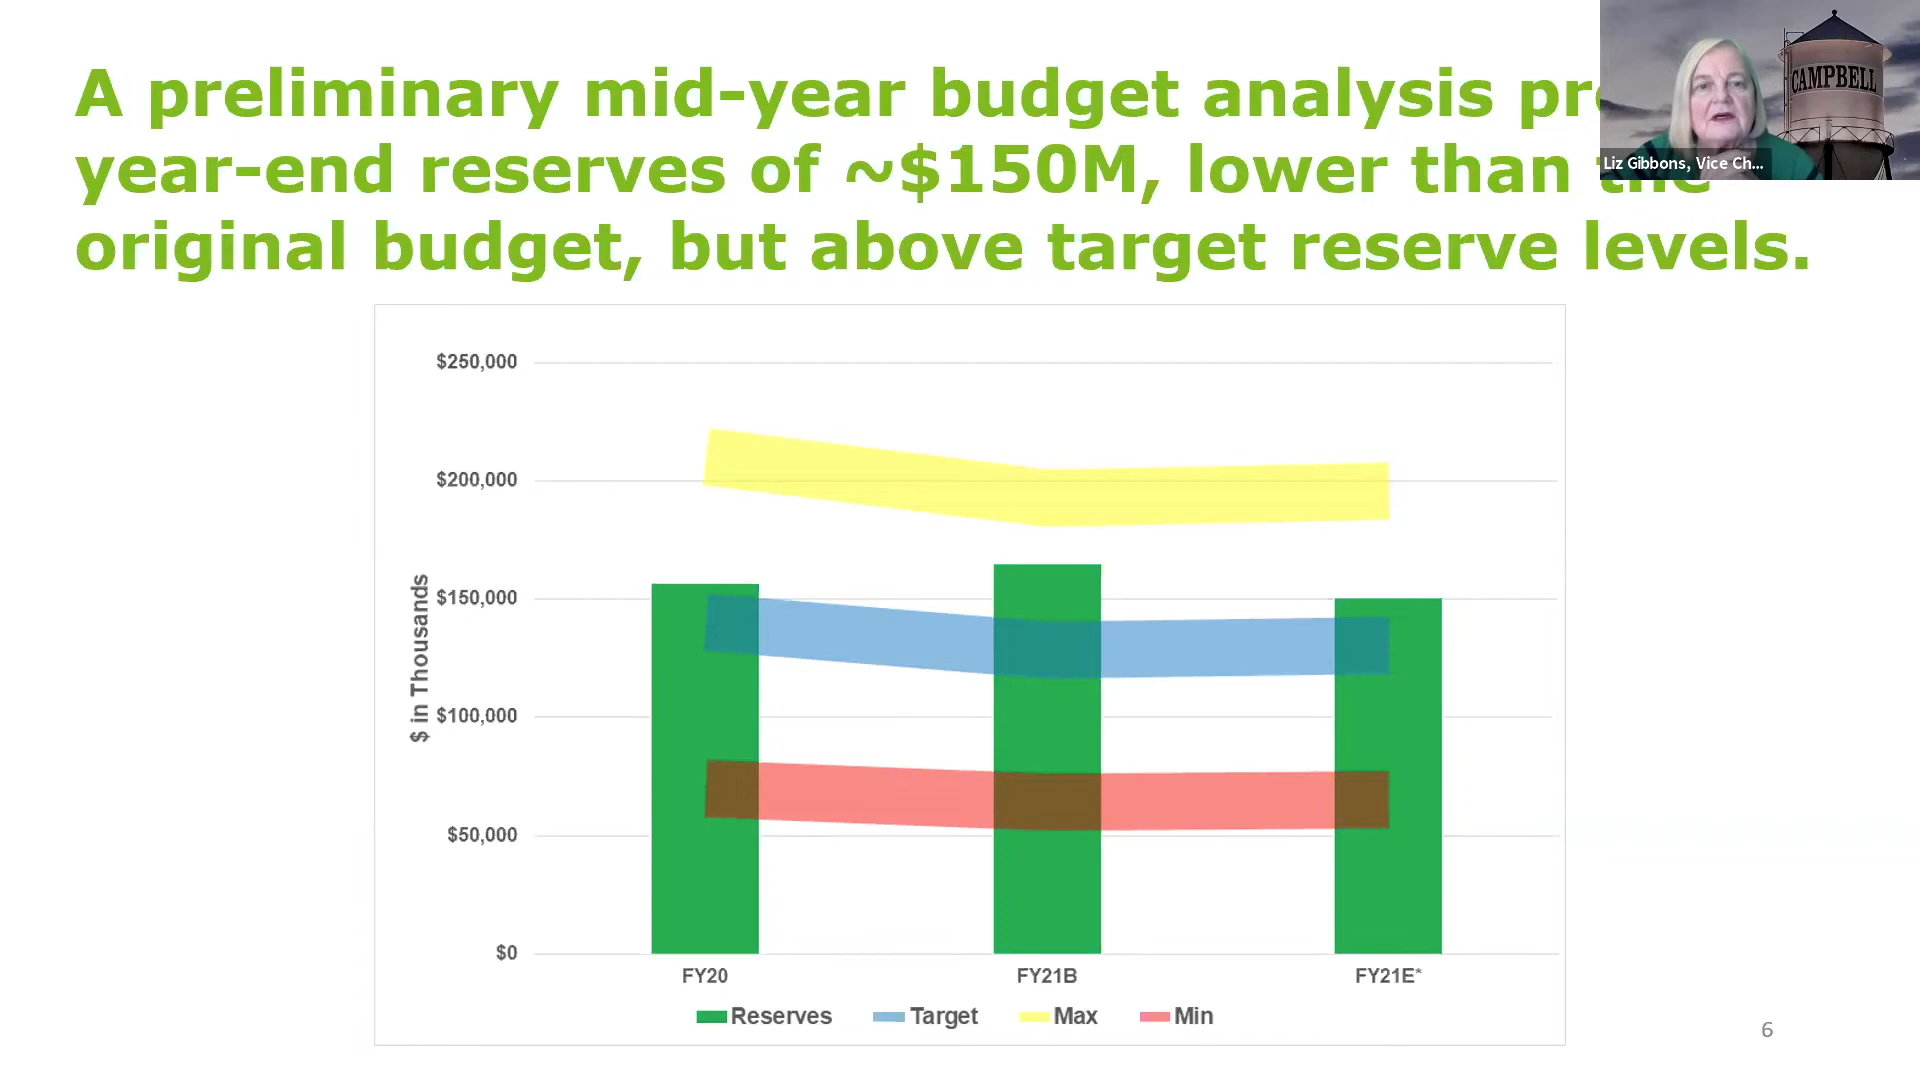 A preliminary mid-year budget analysis
year-end reserves of ~$150M, lower than the
original budget, but above target reserve levels.
CAMPBELL
Liz Gibbons, Vice Ch...
$250,000
$200,000
$150,000
$100,000
$50,000
$0
$ in Thousands
FY20 FY21B FY21E*
Reserves Target Max Min
6